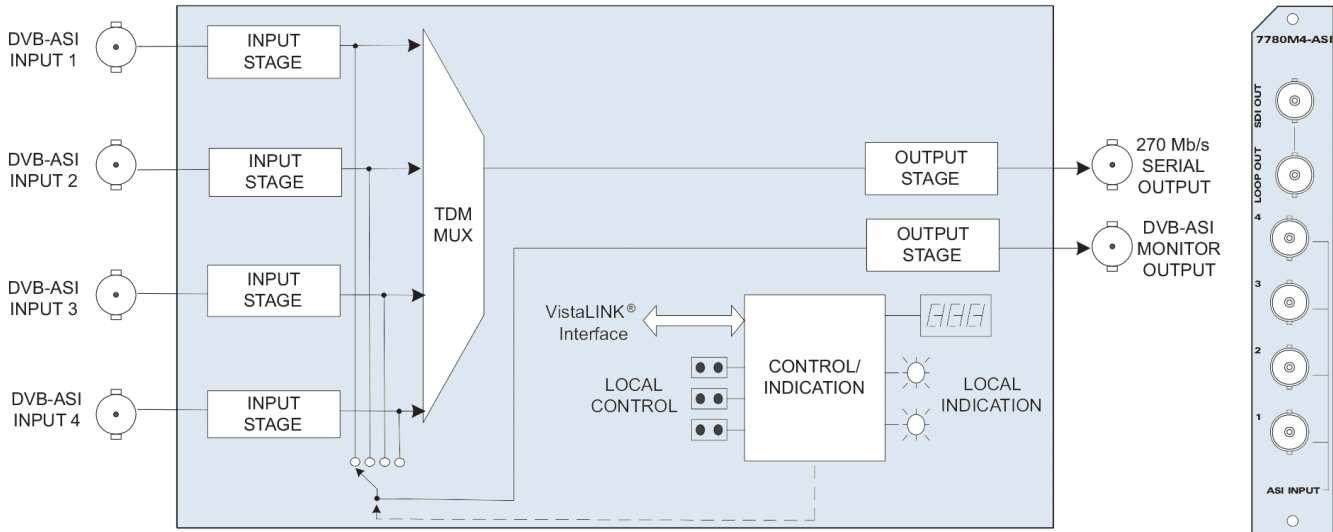 DVB-ASI
INPUT 1
INPUT
STAGE
DVB-ASI
INPUT 2
INPUT
STAGE
DVB-ASI
INPUT 3
INPUT
STAGE
DVB-ASI
INPUT 4
INPUT
STAGE
TDM
MUX
OUTPUT
STAGE
270 Mb/s
SERIAL
OUTPUT
OUTPUT
STAGE
DVB-ASI
MONITOR
OUTPUT
VistaLINK®
Interface
LOCAL
CONTROL
CONTROL/
INDICATION
LOCAL
INDICATION
7780M4-ASI
SDI OUT
LOOP OUT
4
3
2
1
ASI INPUT